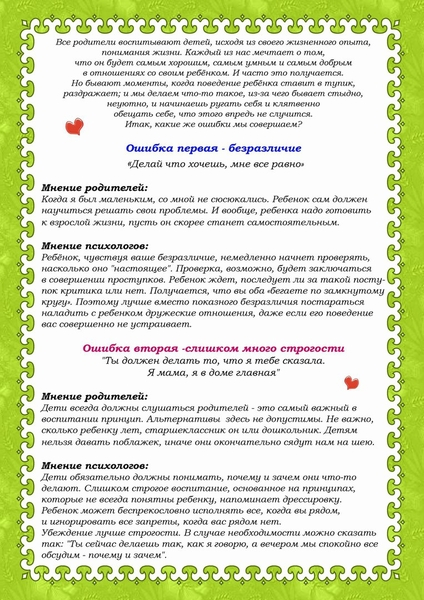 Все родители воспитывают детей, исходя из своего жизненного опыта,
понимания жизни. Каждый из нас мечтает о том,
что он будет самым хорошим, самым умным и самым добрым
в отношениях со своим ребёнком. И часто это получается.
Но бывают моменты, когда поведение ребёнка ставит в тупик,
раздражает; и мы делаем что-то такое, из-за чего бывает стыдно,
неуютно, и начинаешь ругать себя и клятвенно
обещать себе, что этого впредь не случится.
Итак, какие же ошибки мы совершаем?
Ошибка первая - безразличие
«Делай что хочешь, мне все равно»
Мнение родителей:
Когда я был маленьким, со мной не сюсюкались. Ребенок сам должен
научиться решать свои проблемы. И вообще, ребенка надо готовить
к взрослой жизни, пусть он скорее станет самостоятельным.
Мнение психологов:
Ребёнок, чувствуя ваше безразличие, немедленно начнет проверять,
насколько оно "настоящее". Проверка, возможно, будет заключаться
в совершении проступков. Ребенок ждет, последует ли за такой посту-
пок критика или нет. Получается, что вы оба «бегаете по замкнутому
кругу». Поэтому лучше вместо показного безразличия постараться
наладить с ребенком дружеские отношения, даже если его поведение
вас совершенно не устраивает.
Ошибка вторая -слишком много строгости
"Ты должен делать то, что я тебе сказала.
Я мама, я в доме главная"
Мнение родителей:
Дети всегда должны слушаться родителей - это самый важный в
воспитании принцип. Альтернативы здесь не допустимы. Не важно,
сколько ребенку лет, старшеклассник он или дошкольник. Детям
нельзя давать поблажек, иначе они окончательно сядут нам на шею.
Мнение психологов:
Дети обязательно должны понимать, почему и зачем они что-то
делают. Слишком строгое воспитание, основанное на принципах,
которые не всегда понятны ребенку, напоминает дрессировку.
Ребенок может беспрекословно исполнять все, когда вы рядом,
и игнорировать все запреты, когда вас рядом нет.
Убеждение лучше строгости. В случае необходимости можно сказать
так: "Ты сейчас делаешь так, как я говорю, а вечером мы спокойно все
обсудим - почему и зачем".